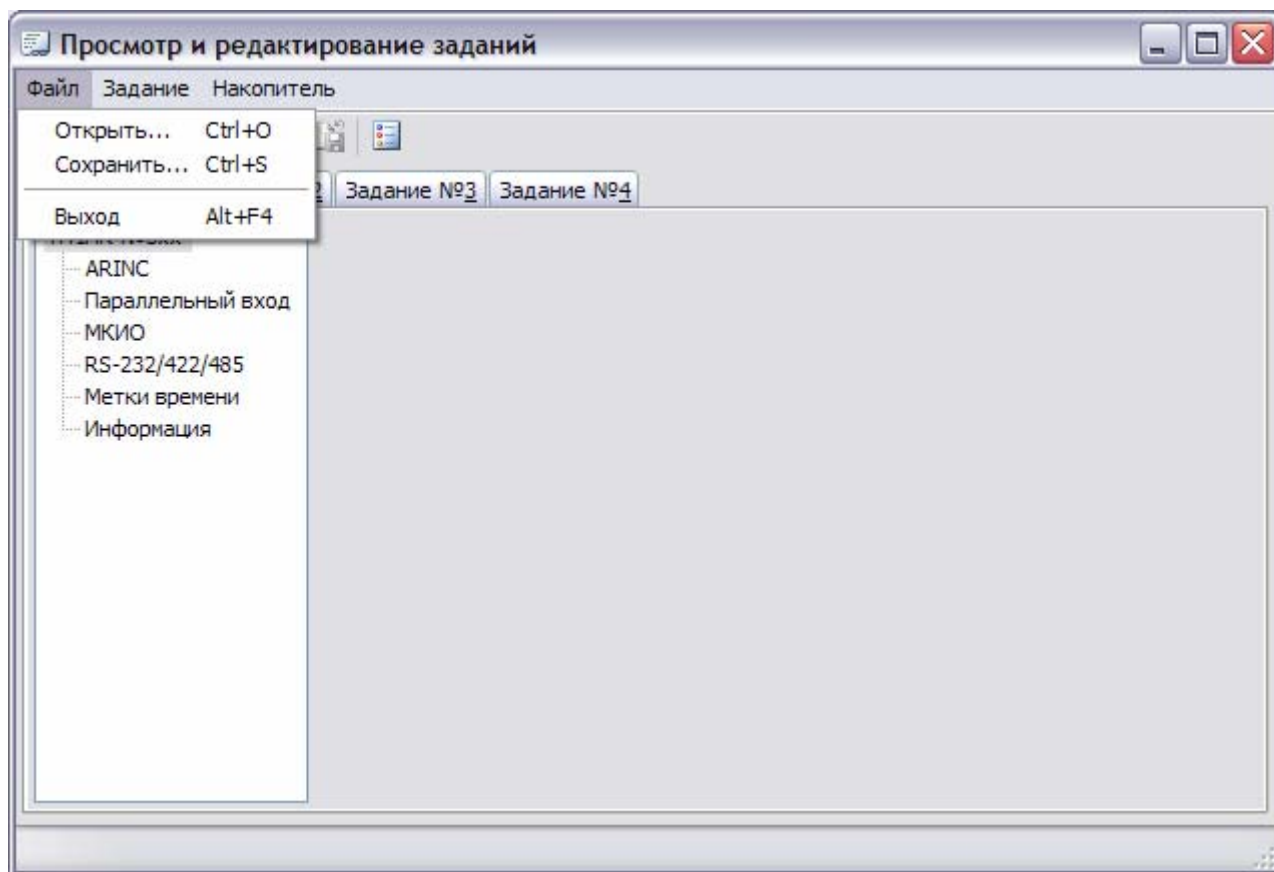 Просмотр и редактирование заданий
Файл Задание Накопитель
Открыть... Ctrl+O
Сохранить... Ctrl+S
Задание №3 Задание №4
Выход Alt+F4
ARINC
Параллельный вход
МКИО
RS-232/422/485
Метки времени
Информация